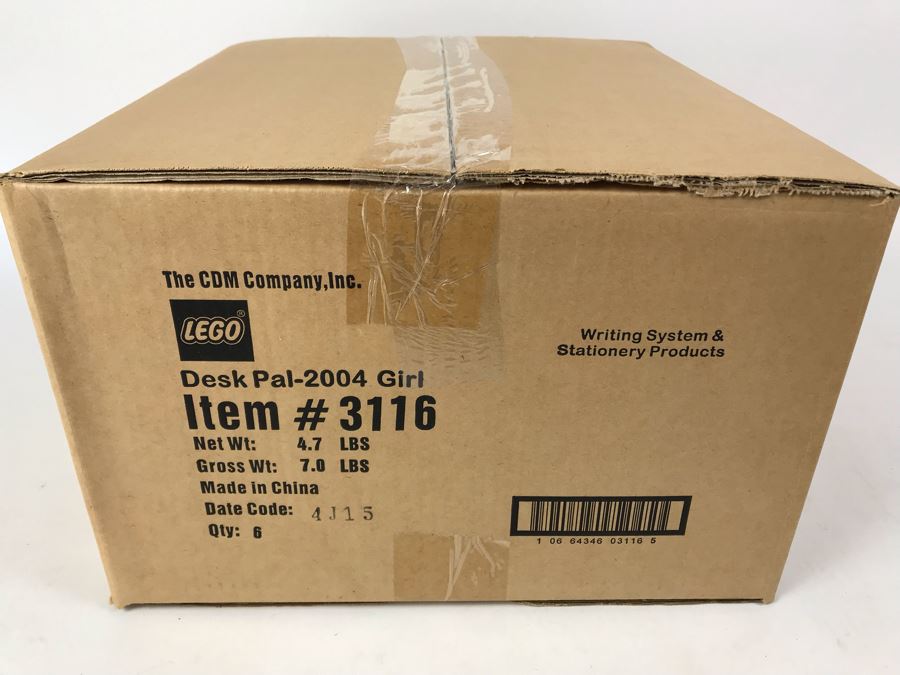 The CDM Company,Inc.
LEGO®
Desk Pal-2004 Girl
Item # 3116
Net Wt: 4.7 LBS
Gross Wt: 7.0 LBS
Made in China
Date Code: 4J15
Qty: 6
Writing System &
Stationery Products
1 06 64346 03116 5